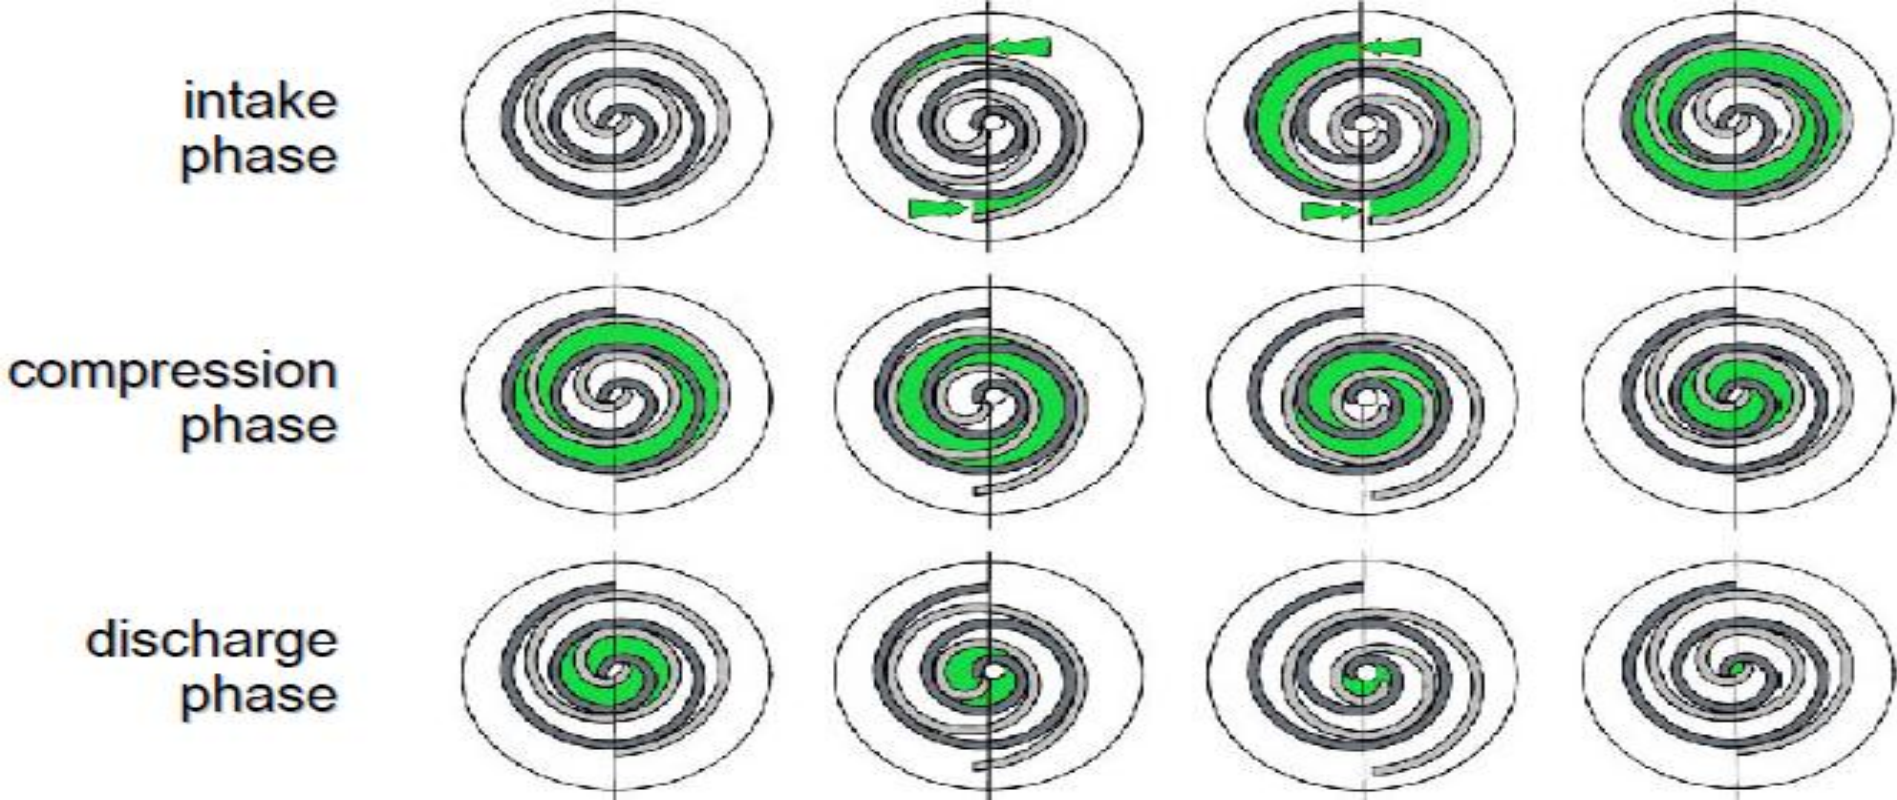 intake
phase
compression
phase
discharge
phase